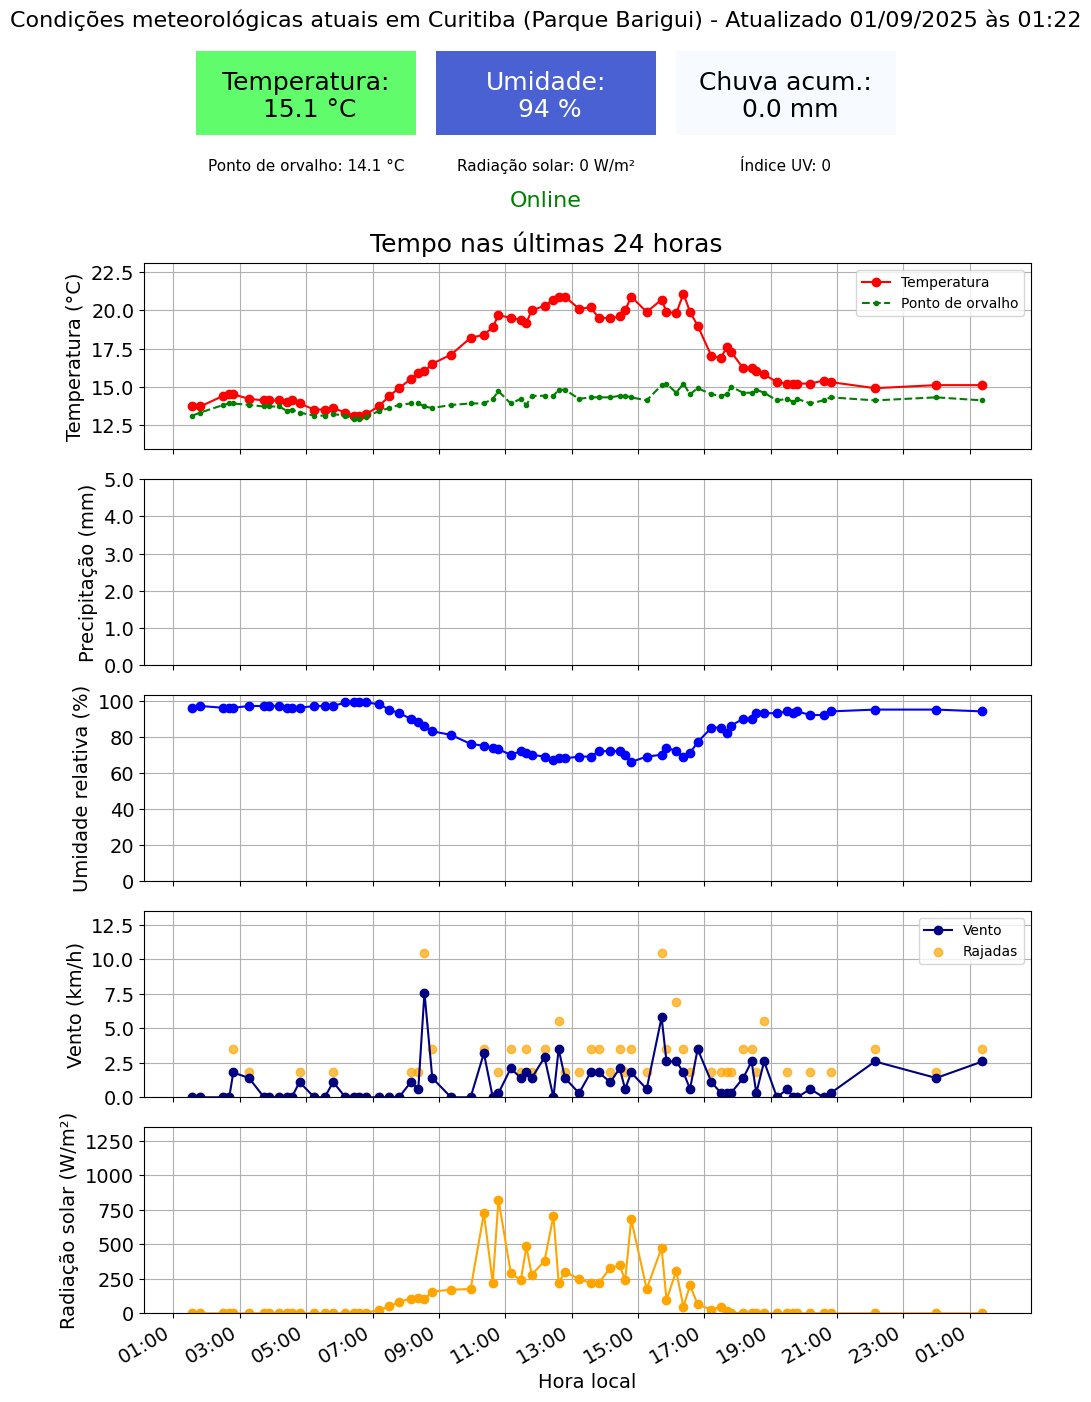 Condições meteorológicas atuais em Curitiba (Parque Barigui) - Atualizado 01/09/2025 às 01:22
Temperatura:
15.1 °C
Umidade:
94 %
Chuva acum.:
0.0 mm
Ponto de orvalho: 14.1 °C
Radiação solar: 0 W/m²
Índice UV: 0
Online
Tempo nas últimas 24 horas
Temperatura (°C)
22.5
20.0
17.5
15.0
12.5
Temperatura
Ponto de orvalho
Precipitação (mm)
5.0
4.0
3.0
2.0
1.0
0.0
Umidade relativa (%)
100
80
60
40
20
0
Vento (km/h)
12.5
10.0
7.5
5.0
2.5
0.0
Vento
Rajadas
Radiação solar (W/m²)
1250
1000
750
500
250
0
01:00
03:00
05:00
07:00
09:00
11:00
13:00
15:00
17:00
19:00
21:00
23:00
01:00
Hora local